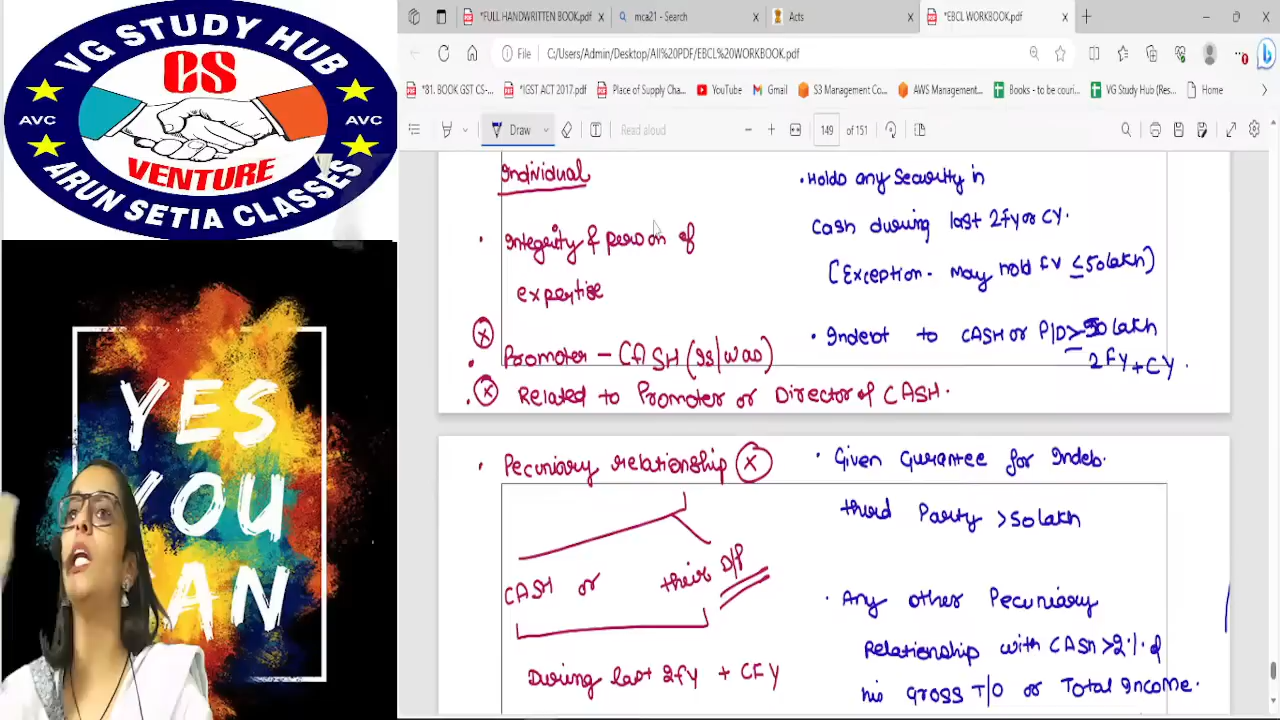 VG STUDY HUB
CS
AVC
AVC
VENTURE
ARUN SETIA CLASSES
YES
YOU
CAN
*FULL HANDWRITTEN BOOK.pdf
mca21 - Search
Acts
*EBCL WORKBOOK.pdf
File
C:/Users/Admin/Desktop/All%20PDF/EBCL%20WORKBOOK.pdf
*81. BOOK GST CS-...
*IGST ACT 2017.pdf
Place of Supply Cha...
YouTube
Gmail
S3 Management Co...
AWS Management...
Books - to be couri...
VG Study Hub (Res...
Home
Draw
Read aloud
149 of 151
Individual
• Integrity & person of
expertise
• Promoter - CASH (Is/was)
• Related to Promoter or Director of CASH.
• Holds any Security in
Cash during last 2fy or CY.
(Exception - May hold FV ≤50lakh)
• Indebt to CASH or P/D ≥ 50 lakh
2FY + CY.
• Pecuniary relationship
CASH or their D/P
During last 2fy + CFY
• Given Gurantee for Indeb.
third Party >50 lakh
• Any other Pecuniary
Relationship with CASH >2% of
his Gross T/O or Total Income.